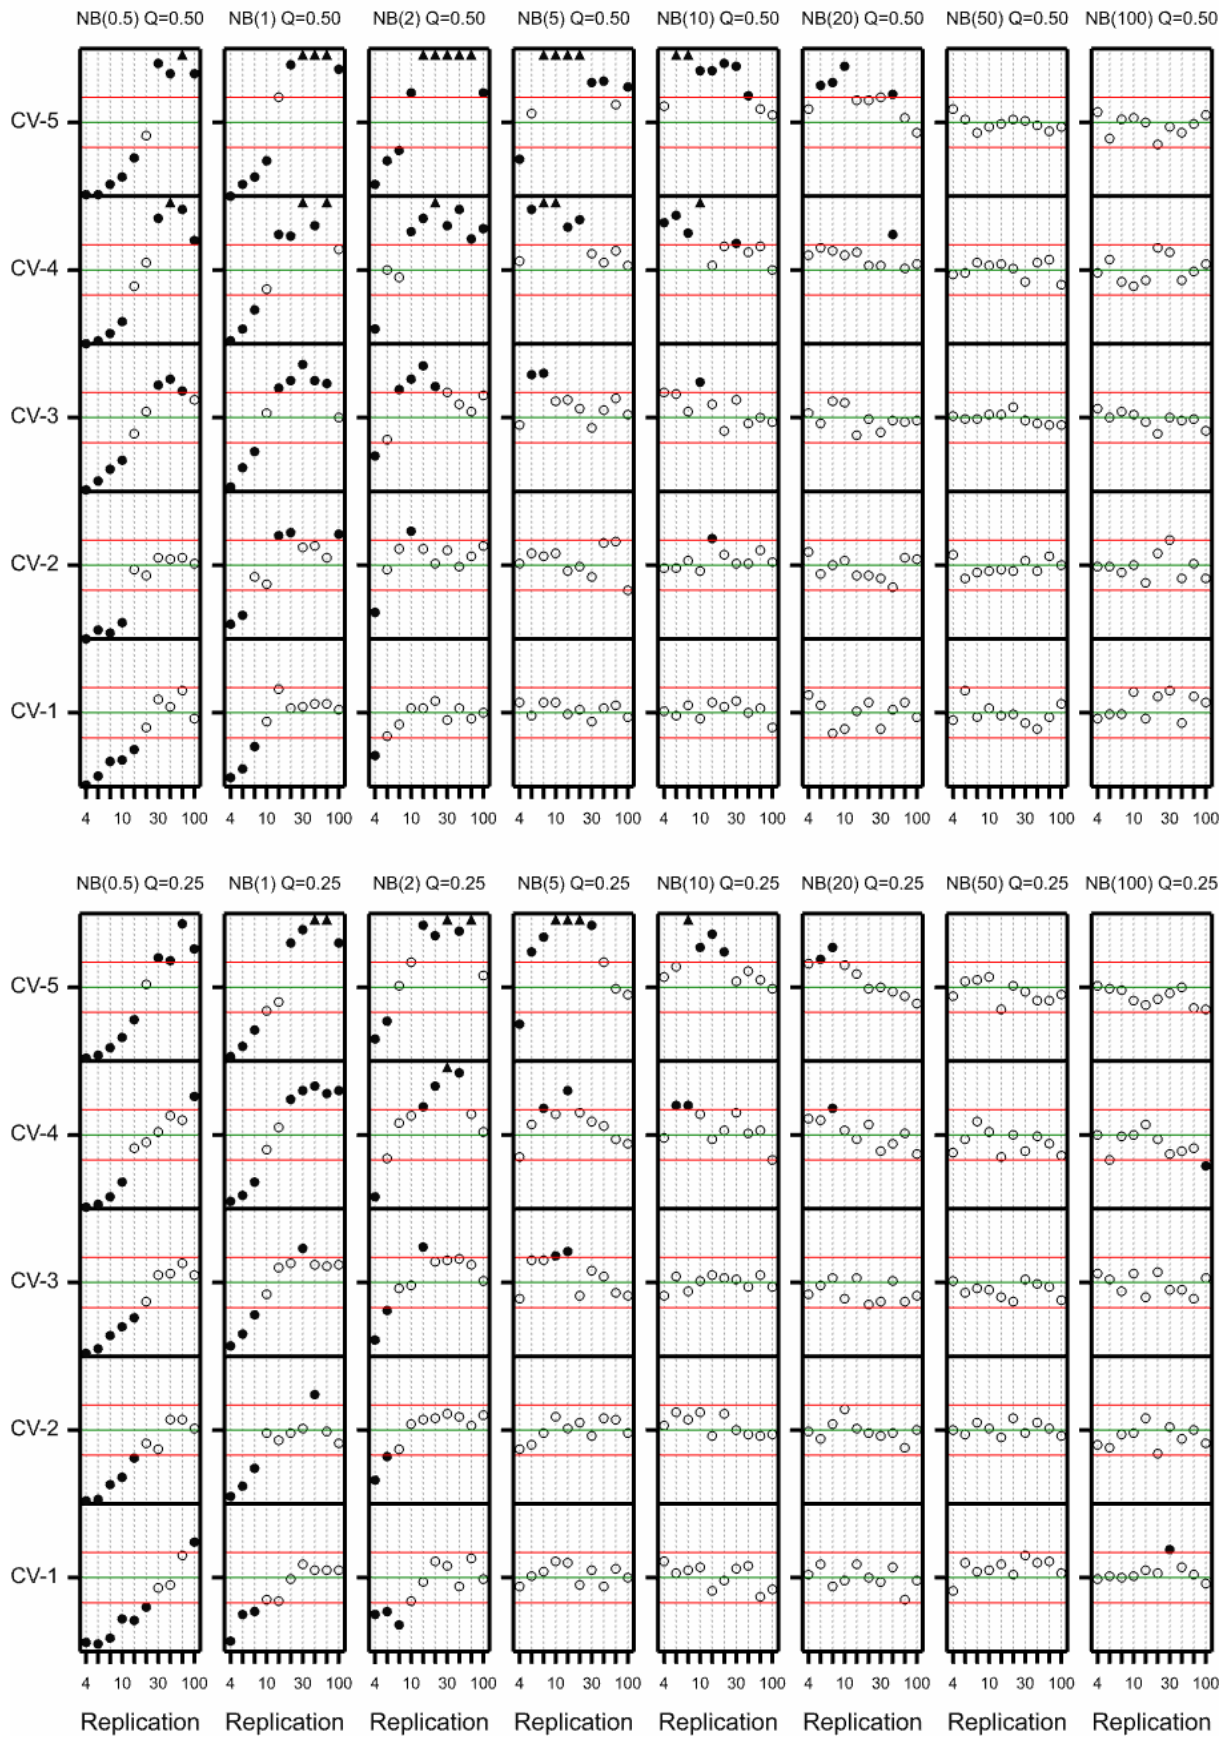 NB(0.5) Q=0.50 NB(1) Q=0.50 NB(2) Q=0.50 NB(5) Q=0.50 NB(10) Q=0.50 NB(20) Q=0.50 NB(50) Q=0.50 NB(100) Q=0.50
CV-5
CV-4
CV-3
CV-2
CV-1
4 10 30 100 4 10 30 100 4 10 30 100 4 10 30 100 4 10 30 100 4 10 30 100 4 10 30 100 4 10 30 100
NB(0.5) Q=0.25 NB(1) Q=0.25 NB(2) Q=0.25 NB(5) Q=0.25 NB(10) Q=0.25 NB(20) Q=0.25 NB(50) Q=0.25 NB(100) Q=0.25
CV-5
CV-4
CV-3
CV-2
CV-1
4 10 30 100 4 10 30 100 4 10 30 100 4 10 30 100 4 10 30 100 4 10 30 100 4 10 30 100 4 10 30 100
Replication Replication Replication Replication Replication Replication Replication Replication